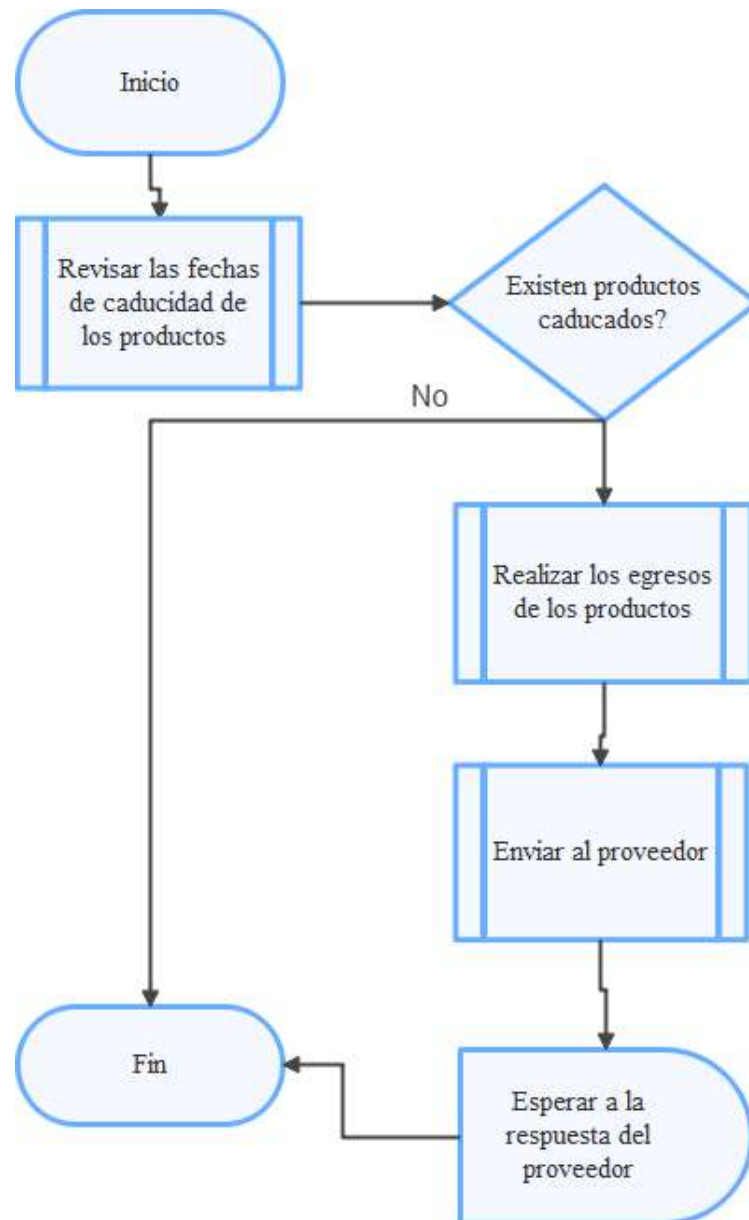 Inicio
Revisar las fechas
de caducidad de
los productos
Existen productos
caducados?
No
Realizar los egresos
de los productos
Enviar al proveedor
Fin
Esperar a la
respuesta del
proveedor